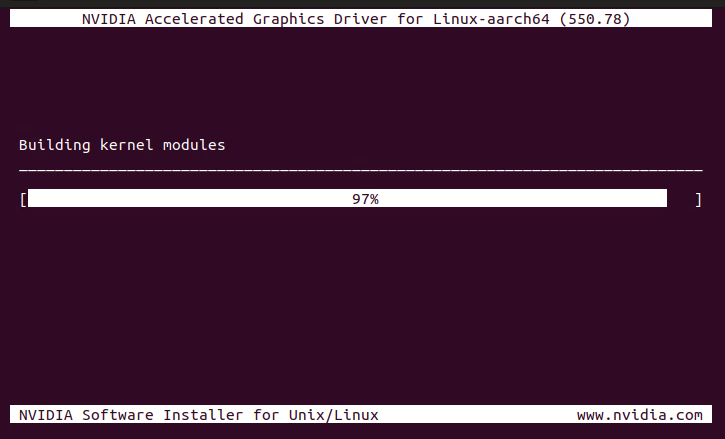 NVIDIA Accelerated Graphics Driver for Linux-aarch64 (550.78)
Building kernel modules
[ 97% ]
NVIDIA Software Installer for Unix/Linux www.nvidia.com